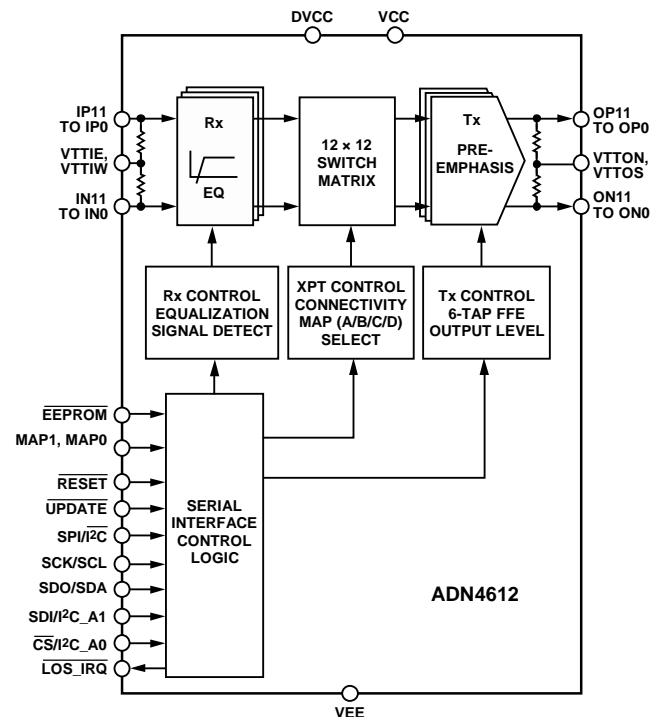 DVCC
VCC
IP11
TO IP0
VTTIE,
VTTIW
IN11
TO IN0
Rx
EQ
12 × 12
SWITCH
MATRIX
Tx
PRE-
EMPHASIS
OP11
TO OP0
VTTON,
VTTOS
ON11
TO ON0
Rx CONTROL
EQUALIZATION
SIGNAL DETECT
XPT CONTROL
CONNECTIVITY
MAP (A/B/C/D)
SELECT
Tx CONTROL
6-TAP FFE
OUTPUT LEVEL
EEPROM
MAP1, MAP0
RESET
UPDATE
SPI/I²C
SCK/SCL
SDO/SDA
SDI/I²C_A1
CS/I²C_A0
LOS_IRQ
SERIAL
INTERFACE
CONTROL
LOGIC
ADN4612
VEE